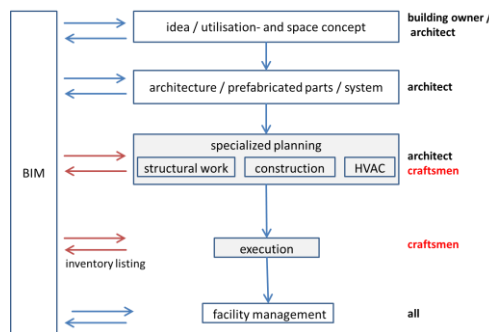 idea / utilisation- and space concept
building owner /
architect
architecture / prefabricated parts / system
architect
specialized planning
structural work
construction
HVAC
architect
craftsmen
BIM
execution
craftsmen
inventory listing
facility management
all